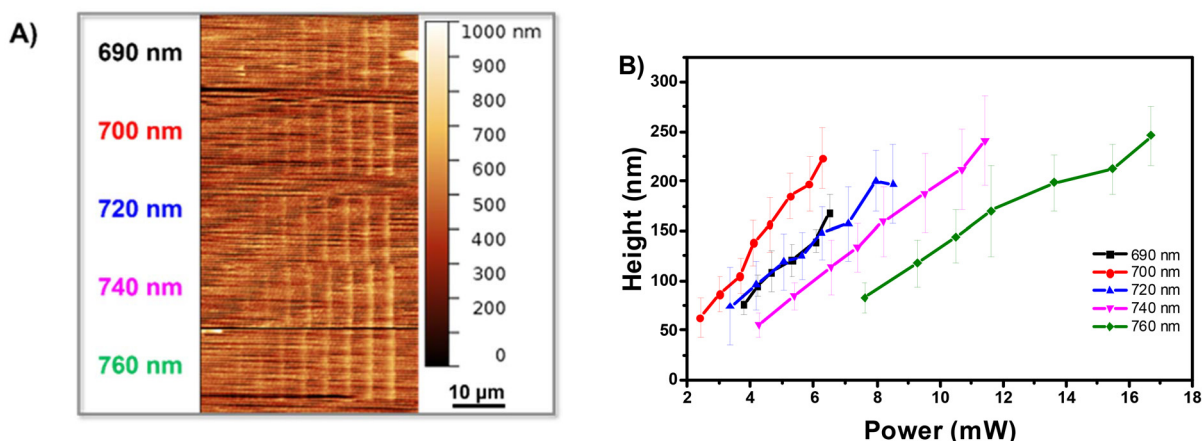 A)
690 nm
700 nm
720 nm
740 nm
760 nm
1000 nm
900
800
700
600
500
400
300
200
0
10 µm
B)
Height (nm)
300
250
200
150
100
50
0
2 4 6 8 10 12 14 16 18
Power (mW)
690 nm
700 nm
720 nm
740 nm
760 nm